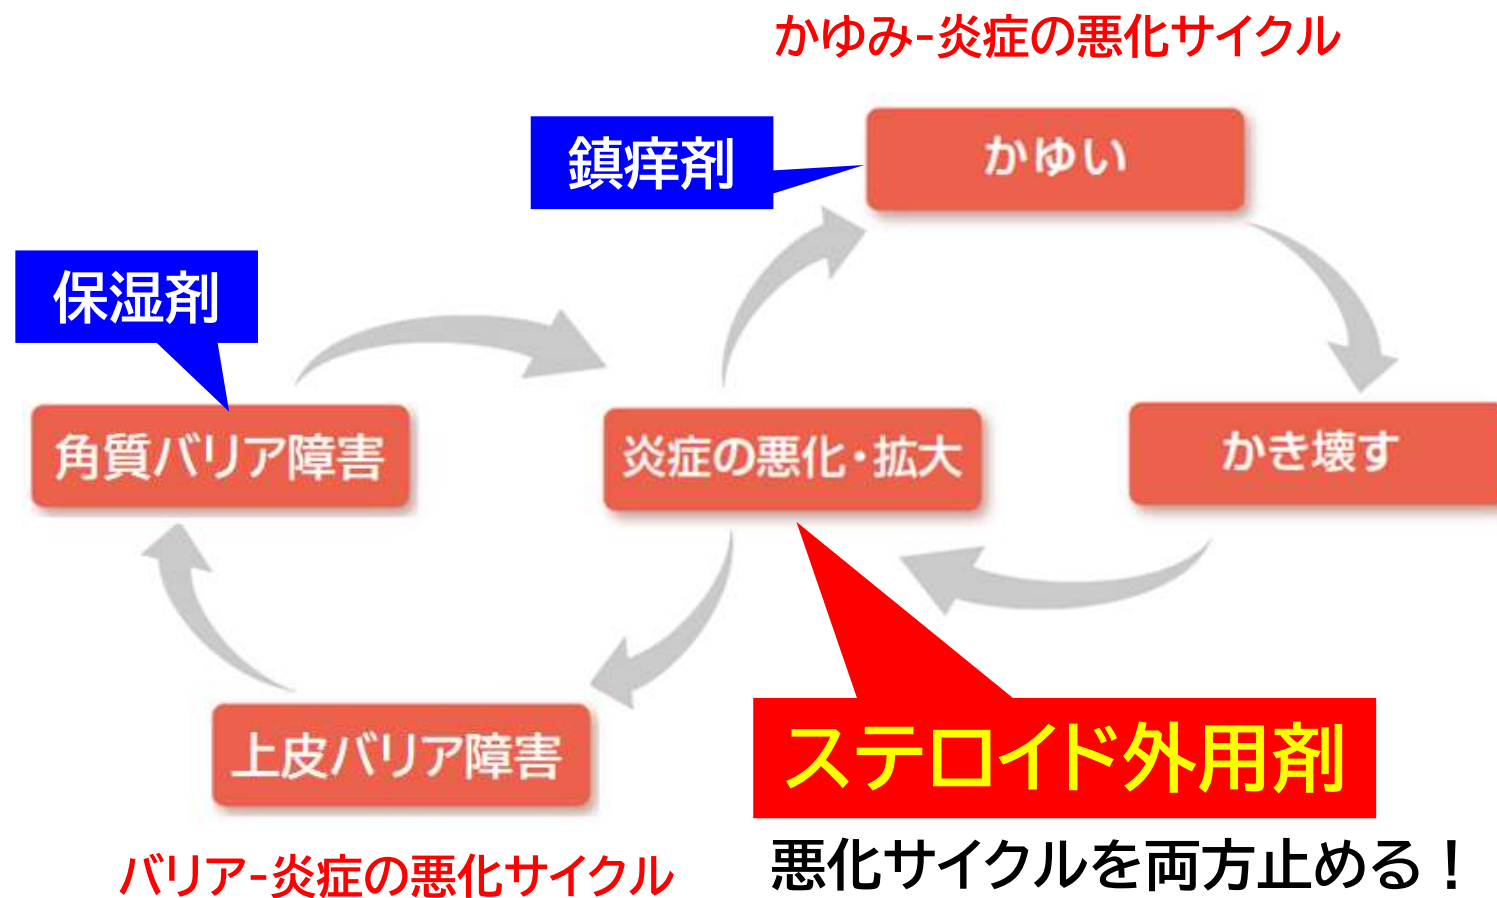 かゆみ-炎症の悪化サイクル
鎮痒剤
かゆい
保湿剤
角質バリア障害
炎症の悪化・拡大
かき壊す
上皮バリア障害
ステロイド外用剤
バリア-炎症の悪化サイクル
悪化サイクルを両方止める！